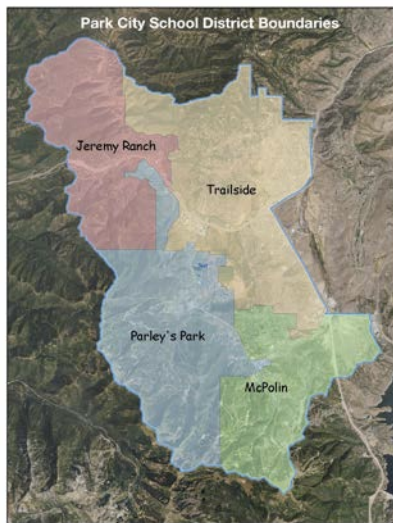 Park City School District Boundaries
Jeremy Ranch
Trailside
Parley's Park
McPolin